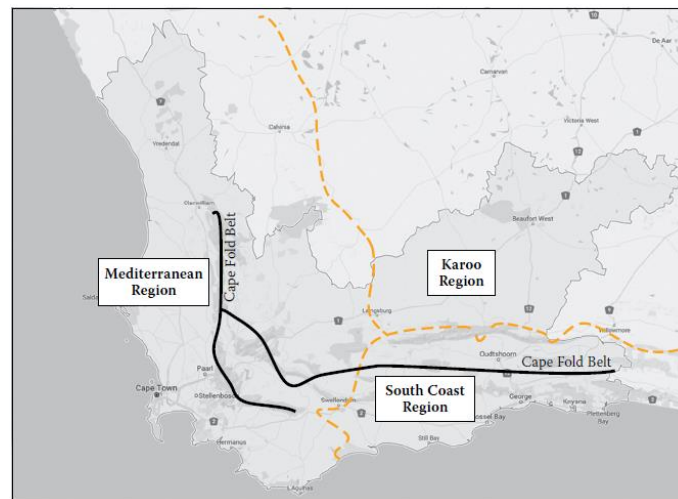 De Aar
Carnarvon
Calvinia
Victoria West
Vredendal
Clanwilliam
Beaufort West
Cape Fold Belt
Mediterranean
Region
Karoo
Region
Laingsburg
Oudtshoorn
Cape Fold Belt
Paarl
Cape Town
Stellenbosch
South Coast
Region
Swellendam
George
Knysna
Plettenberg
Bay
Mossel Bay
Still Bay
Hermanus
L'Agulhas